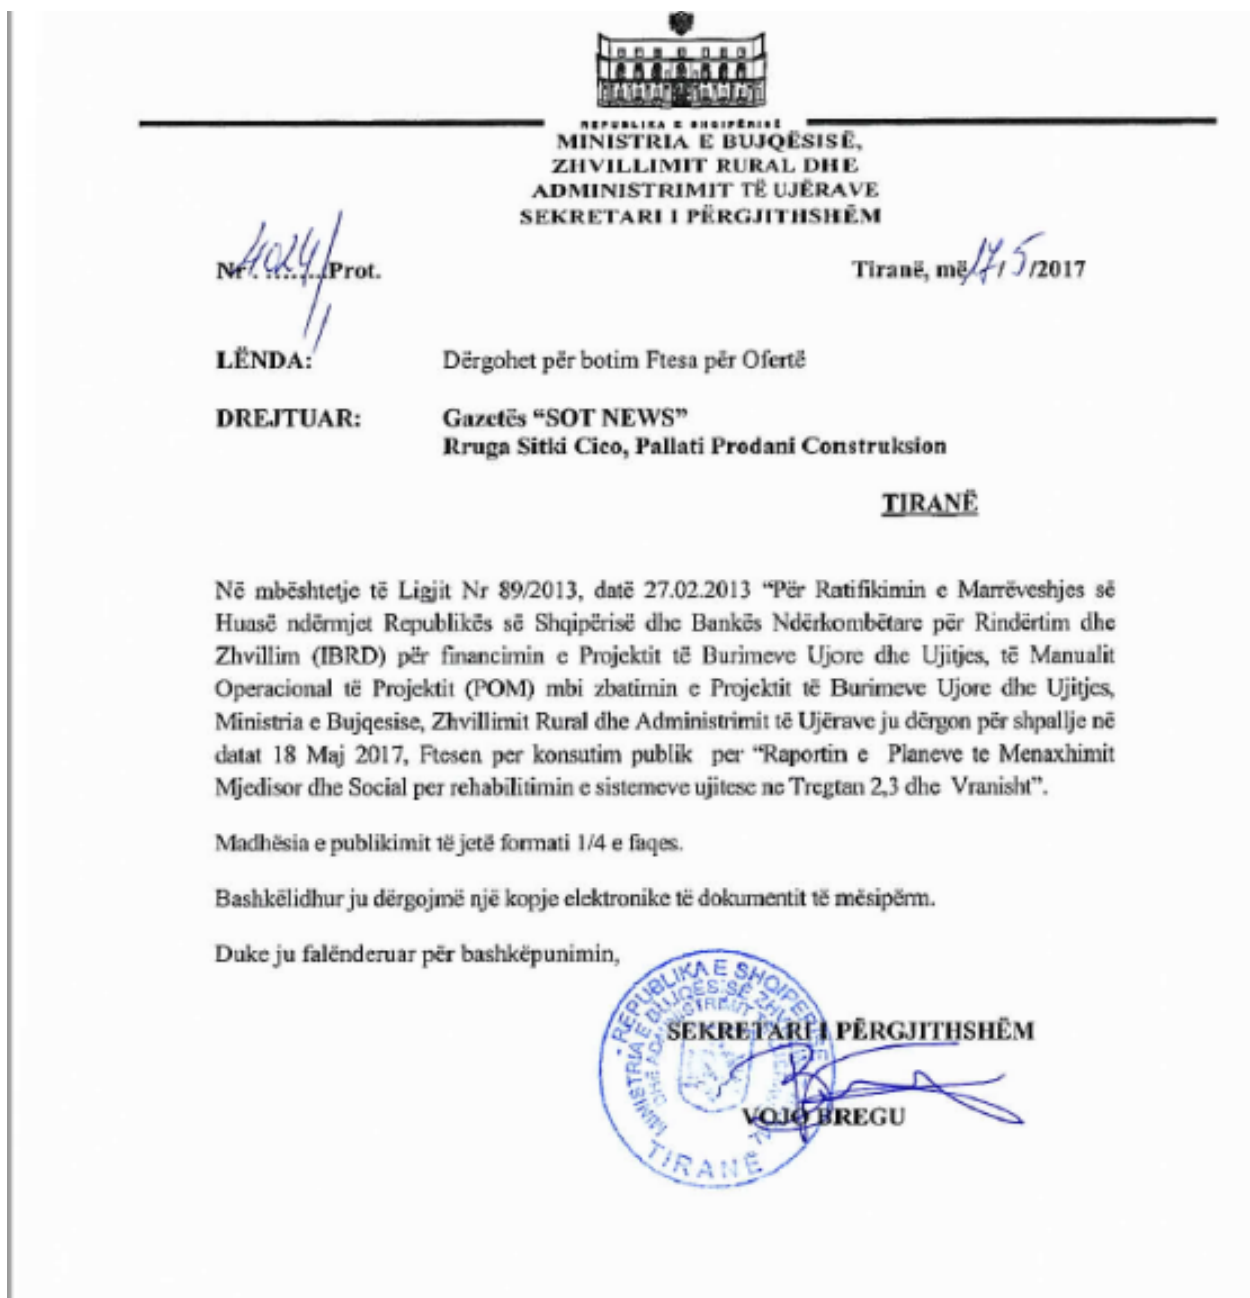 REPUBLIKA E SHQIPËRISË
MINISTRIA E BUJQËSISË,
ZHVILLIMIT RURAL DHE
ADMINISTRIMIT TË UJËRAVE
SEKRETARI I PËRGJITHSHËM
Nr. 4024/1 Prot.
Tiranë, më 17/5/2017
LËNDA: Dërgohet për botim Ftesa për Ofertë
DREJTUAR: Gazetës “SOT NEWS”
Rruga Sitki Cico, Pallati Prodani Construksion
TIRANË
Në mbështetje të Ligjit Nr 89/2013, datë 27.02.2013 “Për Ratifikimin e Marrëveshjes së
Huasë ndërmjet Republikës së Shqipërisë dhe Bankës Ndërkombëtare për Rindërtim dhe
Zhvillim (IBRD) për financimin e Projektit të Burimeve Ujore dhe Ujitjes, të Manualit
Operacional të Projektit (POM) mbi zbatimin e Projektit të Burimeve Ujore dhe Ujitjes,
Ministria e Bujqesise, Zhvillimit Rural dhe Administrimit të Ujërave ju dërgon për shpallje në
datat 18 Maj 2017, Ftesen per konsutim publik per “Raportin e Planeve te Menaxhimit
Mjedisor dhe Social per rehabilitimin e sistemeve ujitese ne Tregtan 2,3 dhe Vranisht”.
Madhësia e publikimit të jetë formati 1/4 e faqes.
Bashkëlidhur ju dërgojmë një kopje elektronike të dokumentit të mësipërm.
Duke ju falënderuar për bashkëpunimin,
SEKRETARI I PËRGJITHSHËM
VOJO BREGU
REPUBLIKA E SHQIPERISE
MINISTRIA E BUJQËSISË ZHVILLIMIT
DHE ADMINISTRIMIT TË
TIRANË